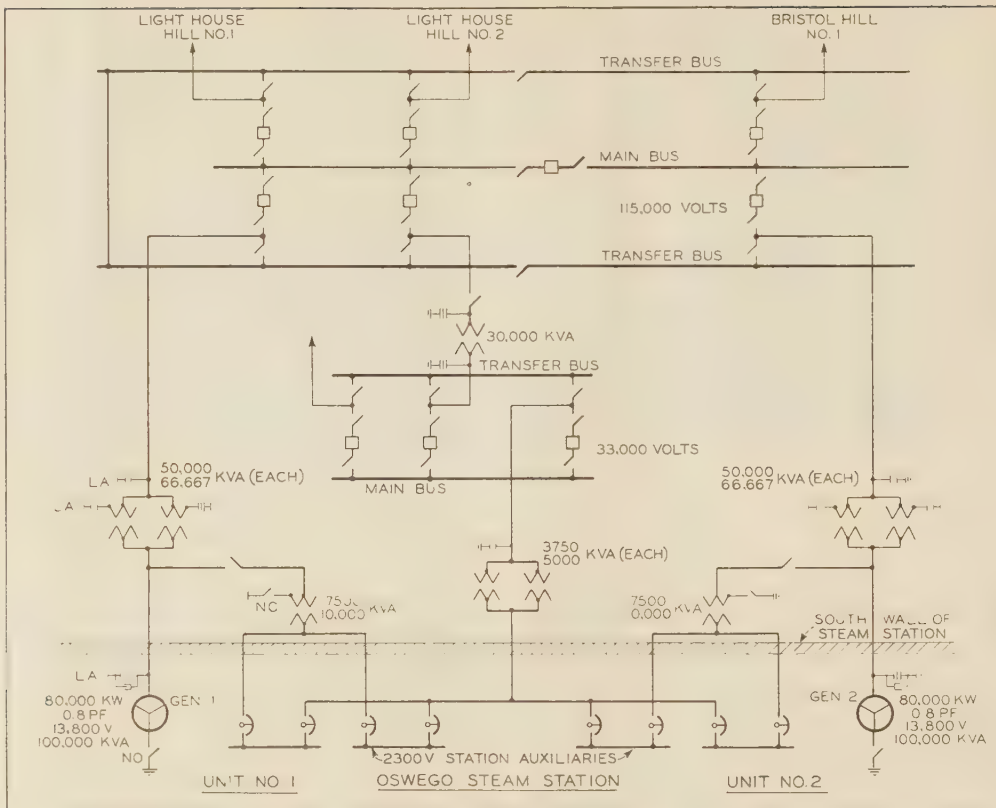 LIGHT HOUSE
HILL NO.1
LIGHT HOUSE
HILL NO.2
BRISTOL HILL
NO.1
TRANSFER BUS
MAIN BUS
115,000 VOLTS
TRANSFER BUS
30,000 KVA
TRANSFER BUS
33,000 VOLTS
MAIN BUS
LA
50,000
66,667 KVA (EACH)
50,000
66,667 KVA (EACH)
3750
5000 KVA (EACH)
NC
10,000 KVA
7500
KVA
SOUTH WALL OF
STEAM STATION
LA
80,000 KW
0.8 PF
13,800 V
100,000 KVA
GEN 1
NO
GEN 2
80,000 KW
0.8 PF
13,800 V
100,000 KVA
2300V STATION AUXILIARIES
UNIT NO.1
OSWEGO STEAM STATION
UNIT NO.2